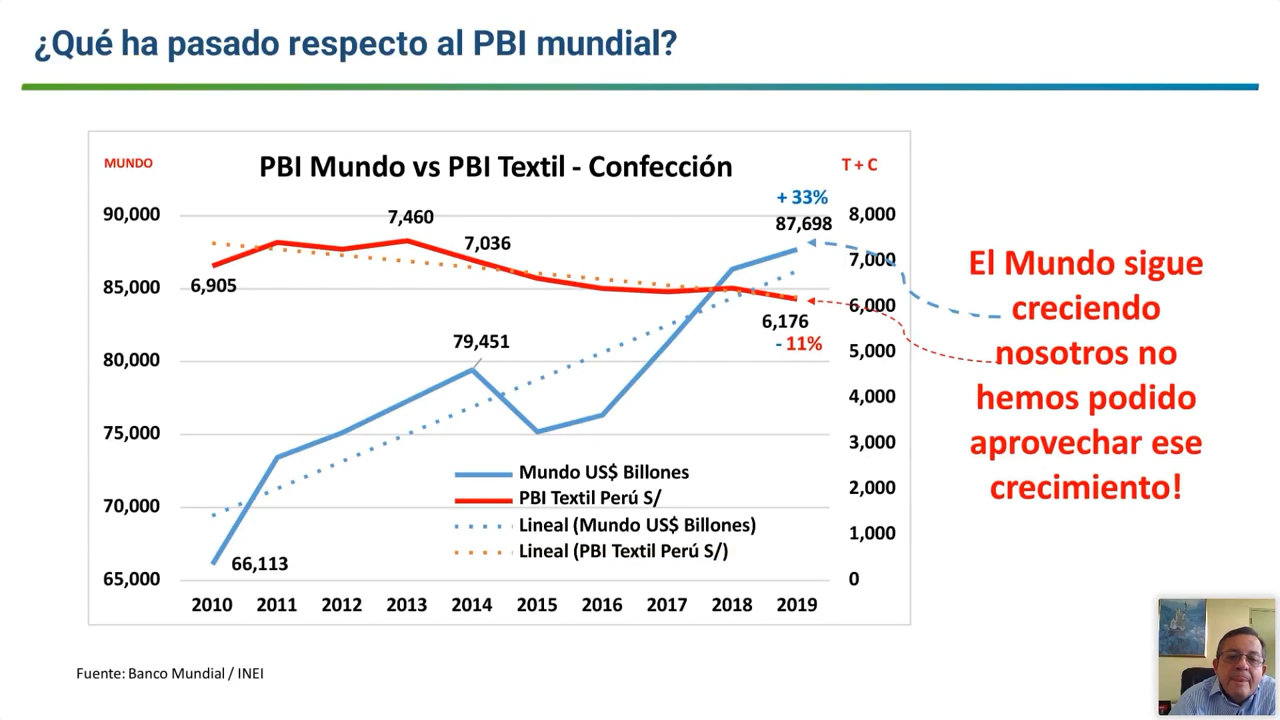 ¿Qué ha pasado respecto al PBI mundial?
MUNDO
PBI Mundo vs PBI Textil - Confección
T + C
+ 33%
90,000
7,460
87,698
8,000
7,036
7,000
6,905
85,000
6,000
6,176
- 11%
79,451
80,000
5,000
4,000
75,000
3,000
Mundo US$ Billones
PBI Textil Perú S/
Lineal (Mundo US$ Billones)
Lineal (PBI Textil Perú S/)
2,000
70,000
1,000
66,113
65,000
0
2010 2011 2012 2013 2014 2015 2016 2017 2018 2019
El Mundo sigue
creciendo
nosotros no
hemos podido
aprovechar ese
crecimiento!
Fuente: Banco Mundial / INEI